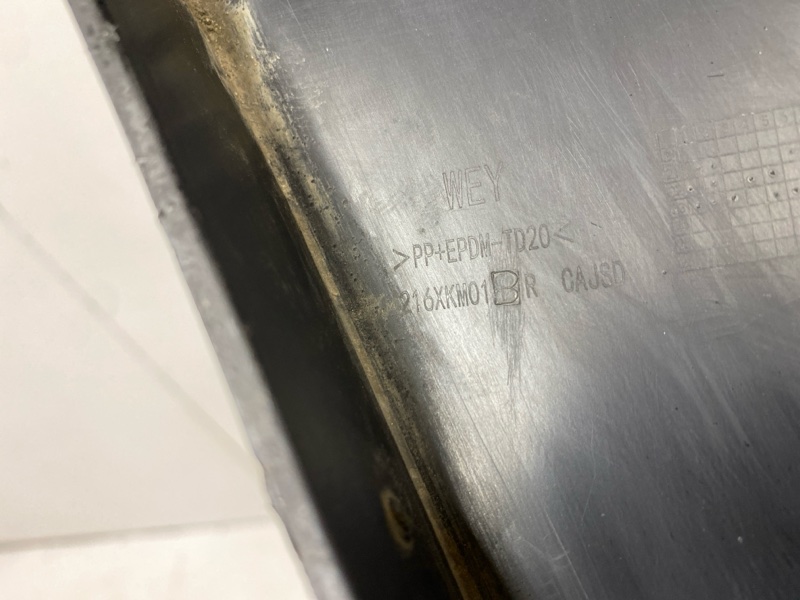 WEY
>PP+EPDM-TD20<
216XKM01BR CAJSD